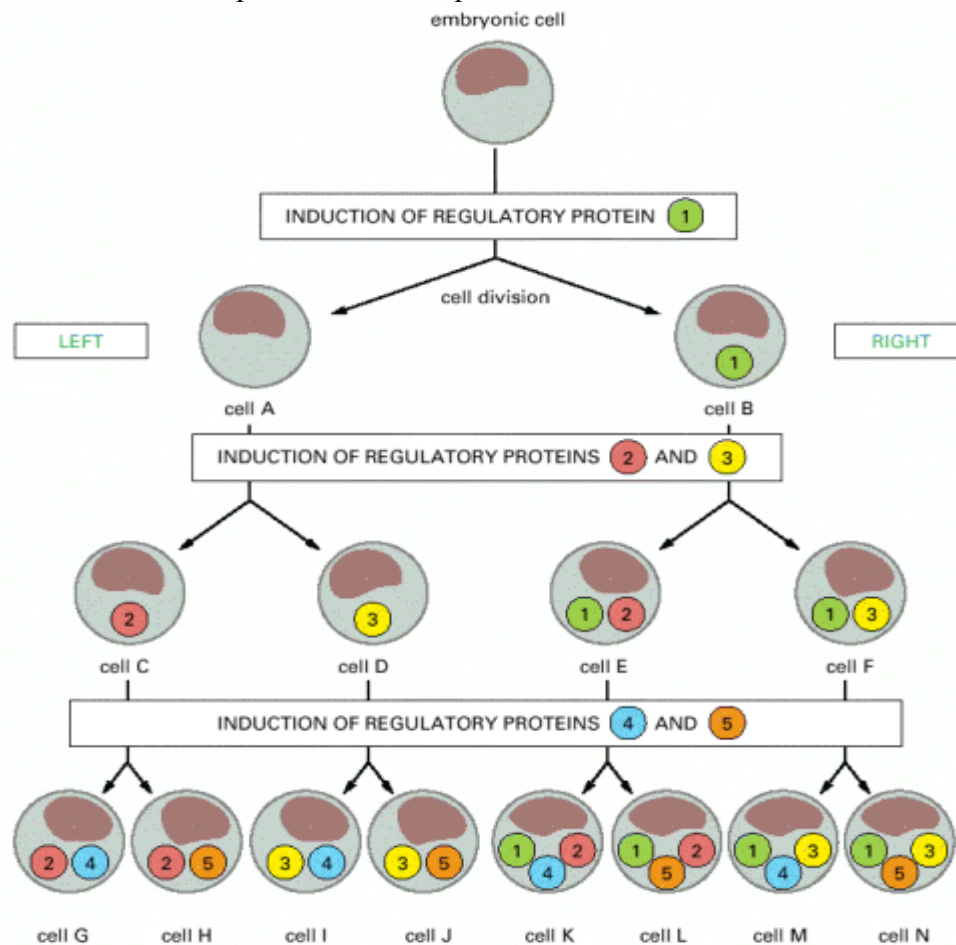 embryonic cell
INDUCTION OF REGULATORY PROTEIN 1
cell division
LEFT
RIGHT
1
cell A
cell B
INDUCTION OF REGULATORY PROTEINS 2 AND 3
2
3
1 2
1 3
cell C
cell D
cell E
cell F
INDUCTION OF REGULATORY PROTEINS 4 AND 5
2 4
2 5
3 4
3 5
1 2 4
1 2 5
1 3 4
1 3 5
cell G
cell H
cell I
cell J
cell K
cell L
cell M
cell N